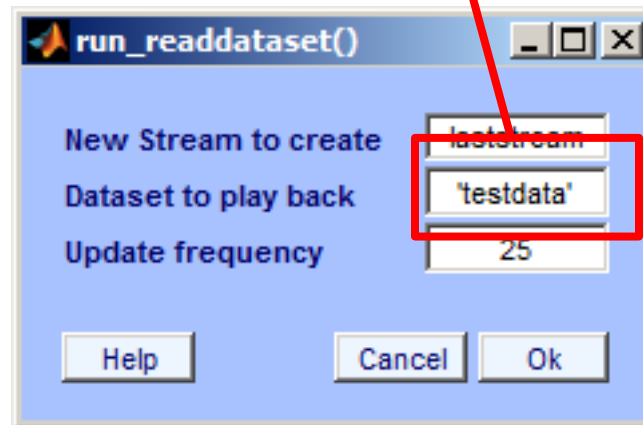 run_readdataset()
New Stream to create laststream
Dataset to play back 'testdata'
Update frequency 25
Help Cancel Ok